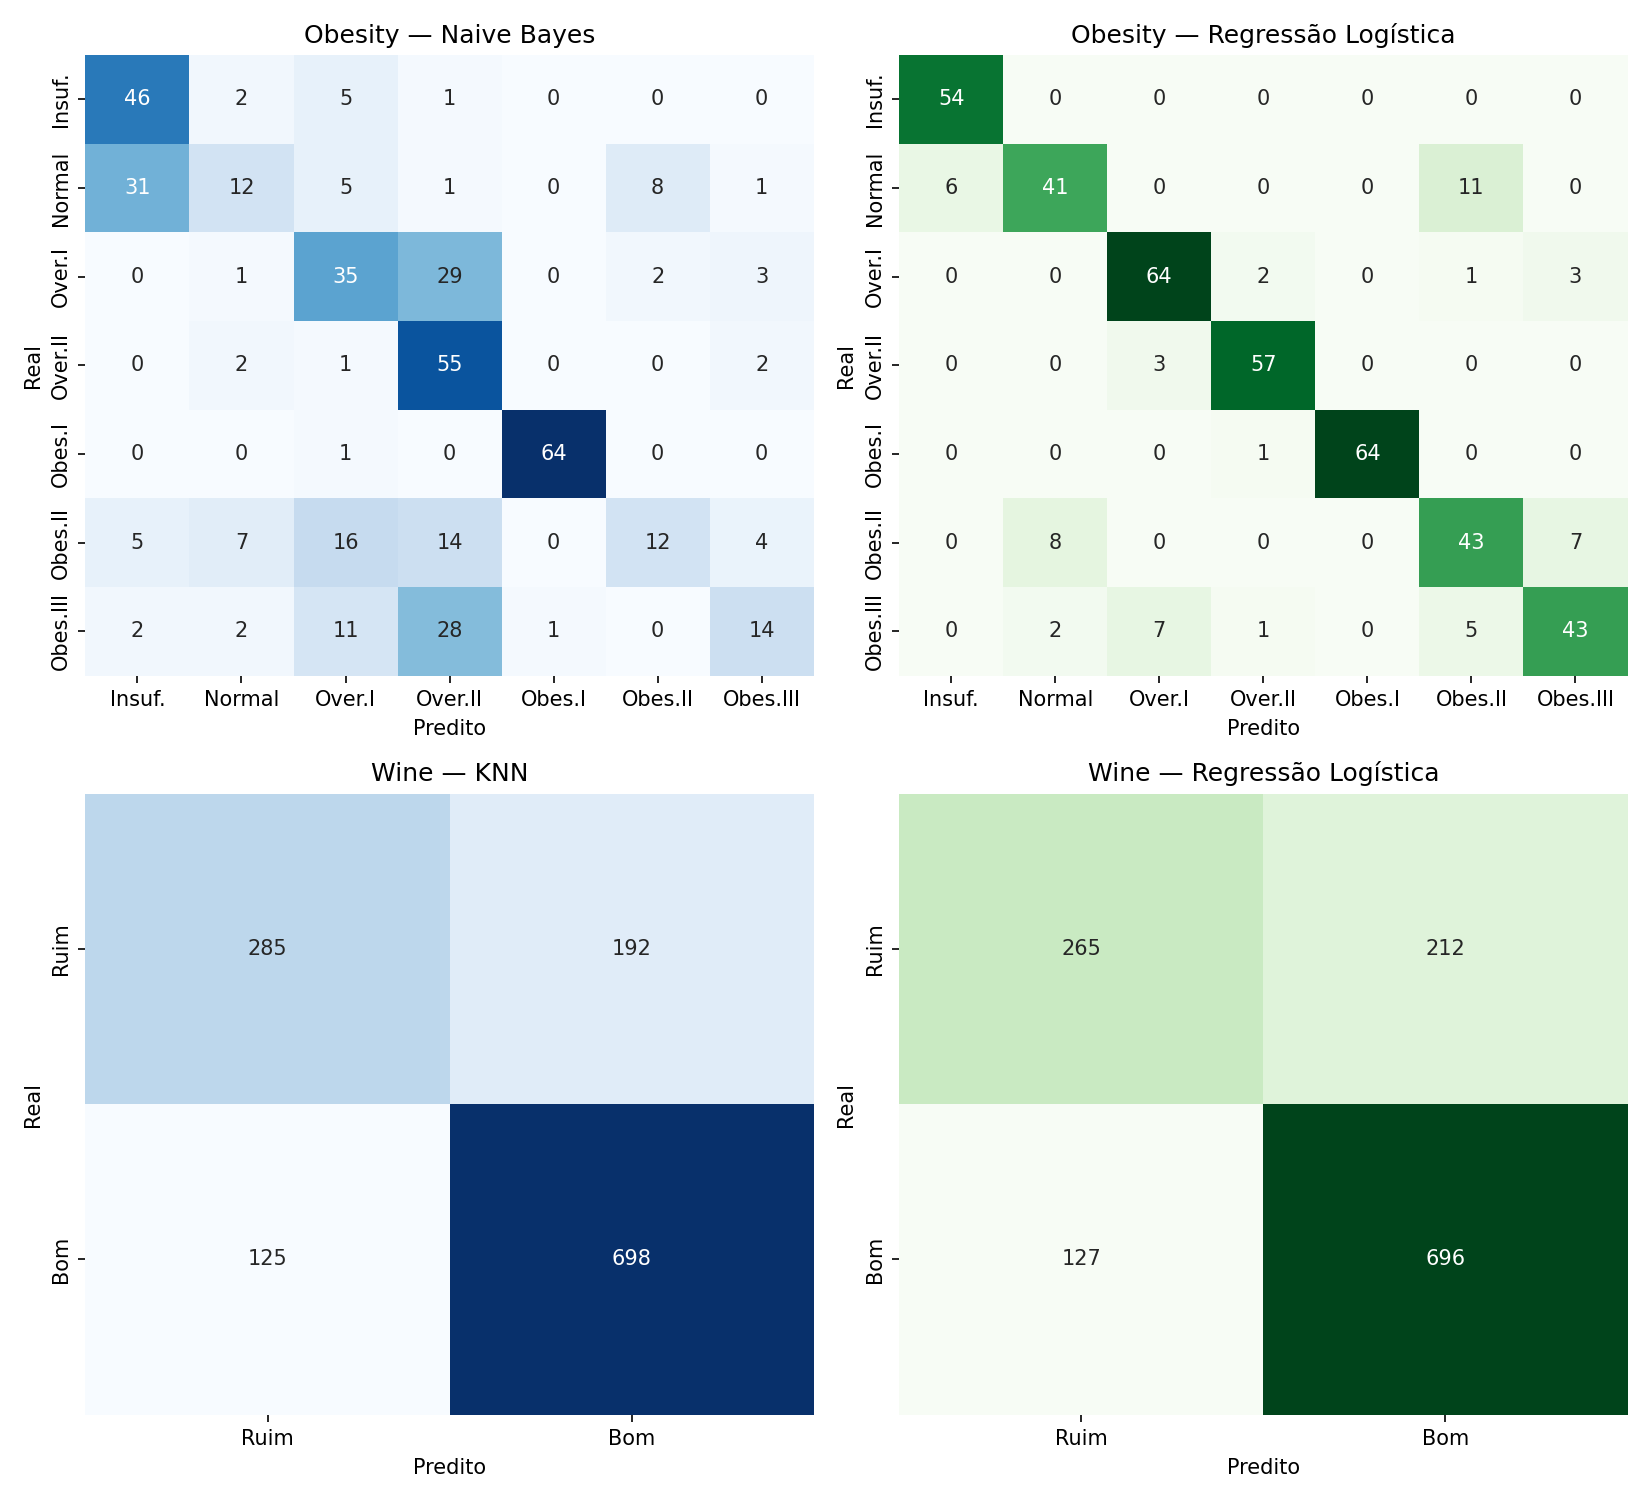 Obesity — Naive Bayes
Real
Insuf. 46 2 5 1 0 0 0
Normal 31 12 5 1 0 8 1
Over.I 0 1 35 29 0 2 3
Over.II 0 2 1 55 0 0 2
Obes.I 0 0 1 0 64 0 0
Obes.II 5 7 16 14 0 12 4
Obes.III 2 2 11 28 1 0 14
Insuf. Normal Over.I Over.II Obes.I Obes.II Obes.III
Predito
Obesity — Regressão Logística
Real
Insuf. 54 0 0 0 0 0 0
Normal 6 41 0 0 0 11 0
Over.I 0 0 64 2 0 1 3
Over.II 0 0 3 57 0 0 0
Obes.I 0 0 0 1 64 0 0
Obes.II 0 8 0 0 0 43 7
Obes.III 0 2 7 1 0 5 43
Insuf. Normal Over.I Over.II Obes.I Obes.II Obes.III
Predito
Wine — KNN
Real
Ruim 285 192
Bom 125 698
Ruim Bom
Predito
Wine — Regressão Logística
Real
Ruim 265 212
Bom 127 696
Ruim Bom
Predito